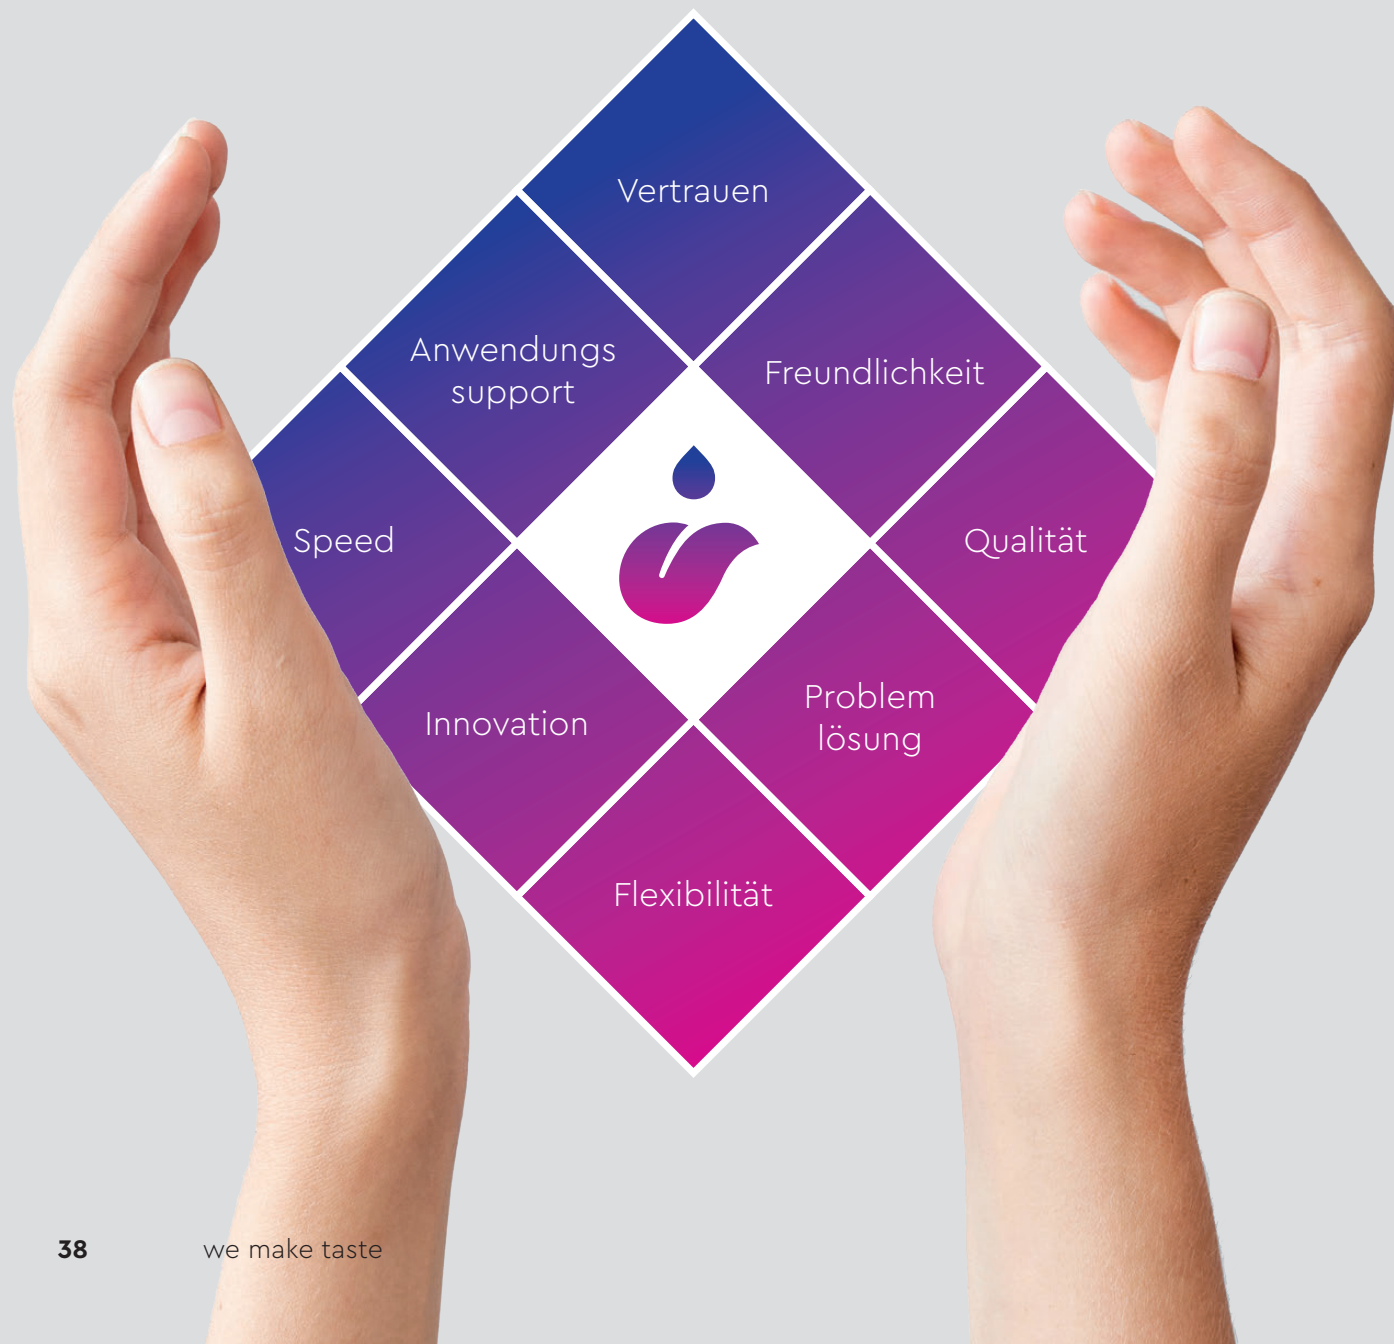 Vertrauen
Anwendungs
support
Freundlichkeit
Speed
Qualität
Innovation
Problem
lösung
Flexibilität
38 we make taste